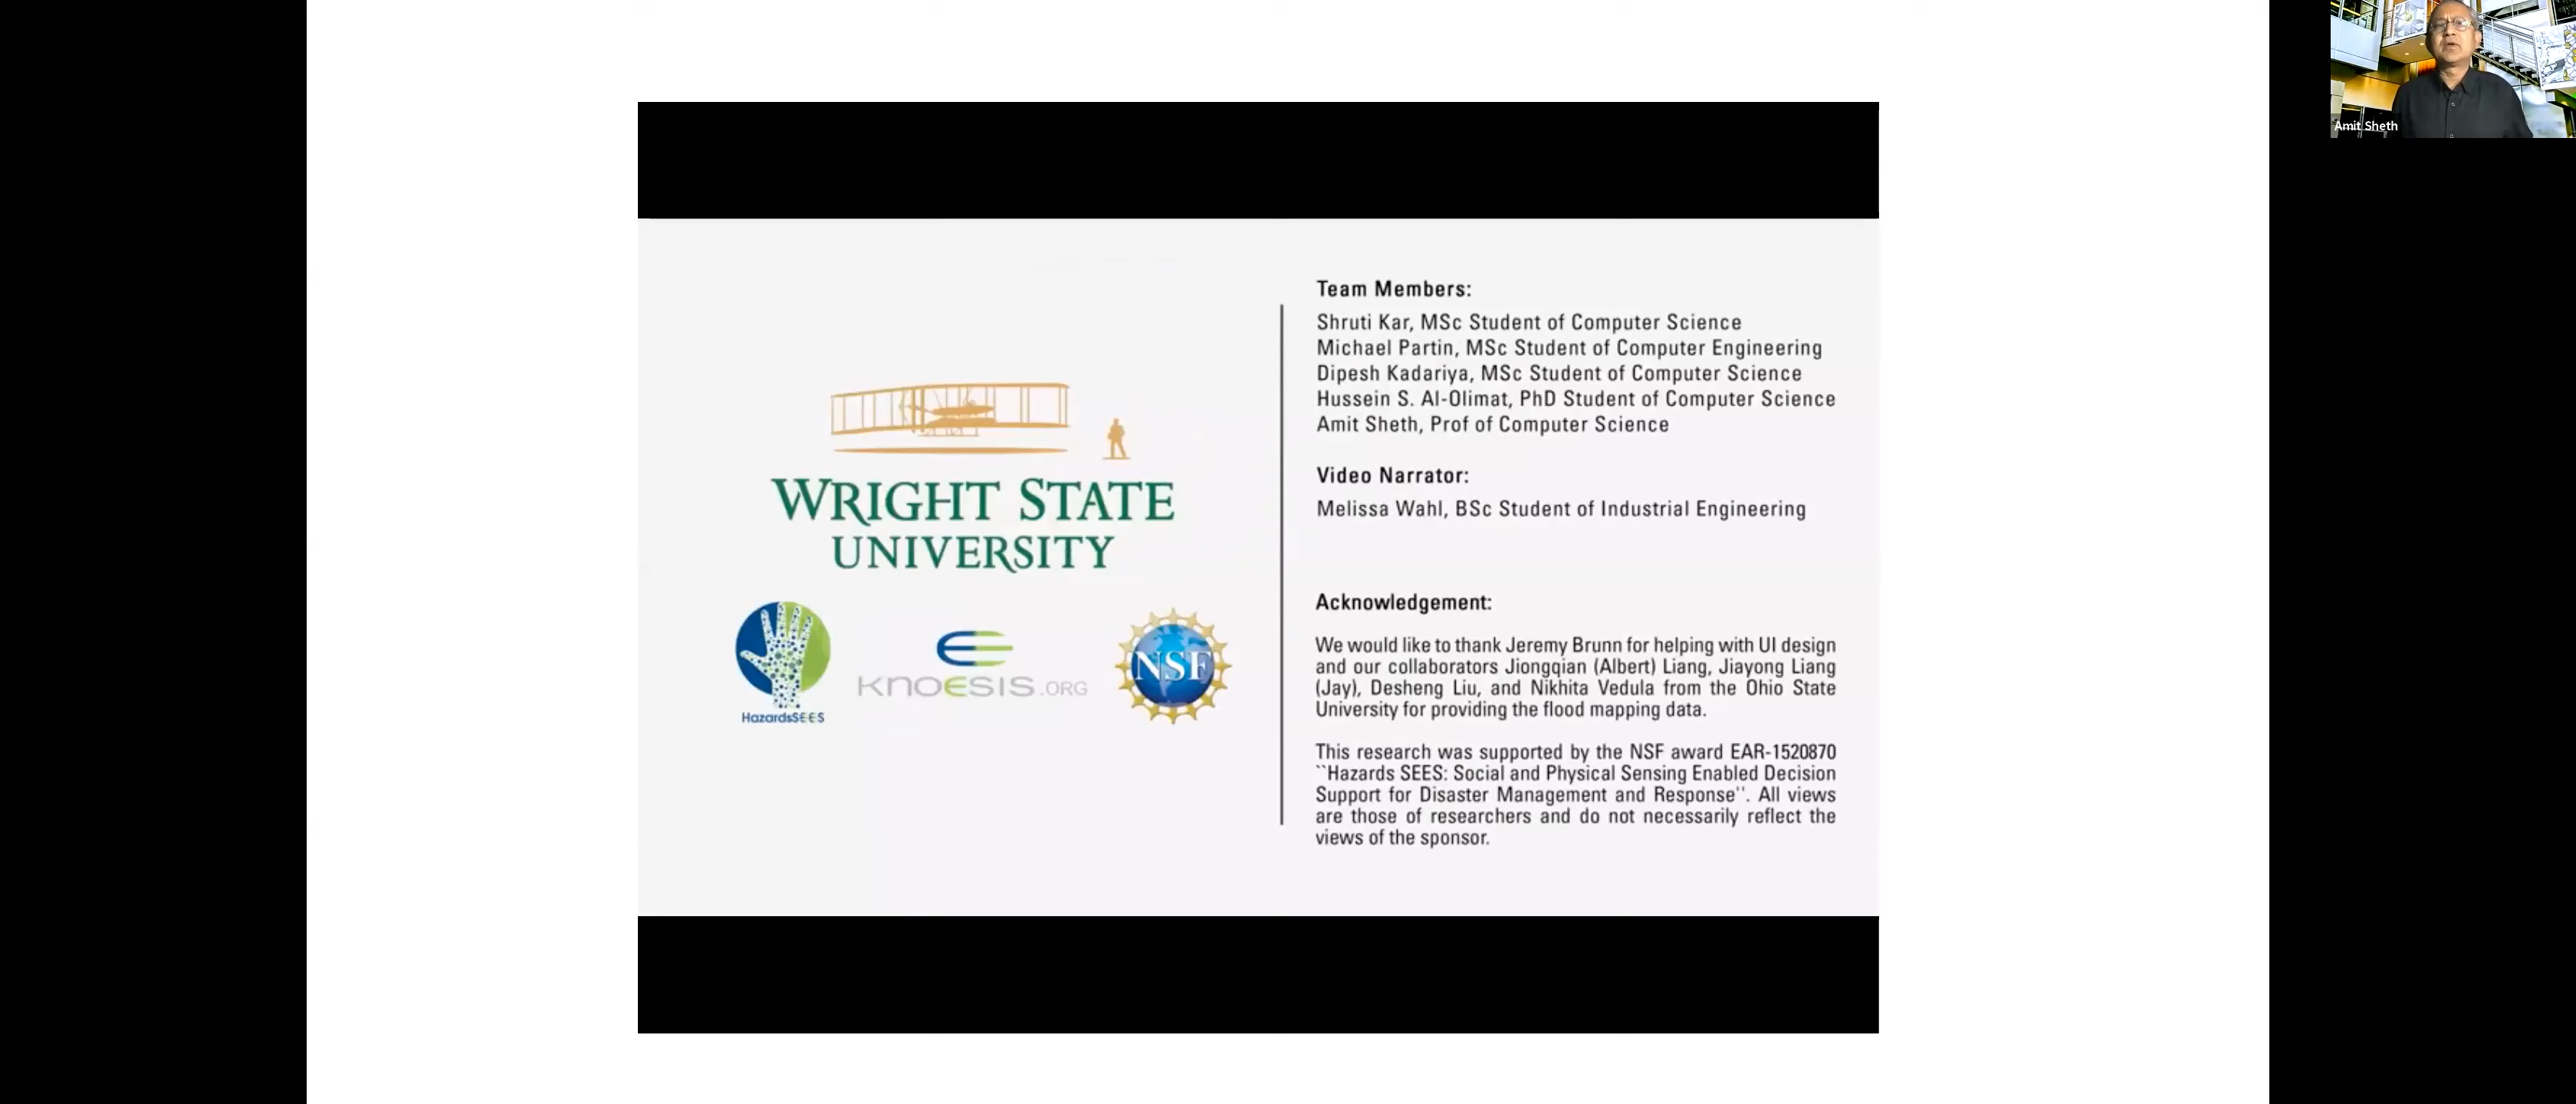 Amit Sheth
WRIGHT STATE
UNIVERSITY
HazardsSEES
KNOESIS.ORG
NSF
Team Members:
Shruti Kar, MSc Student of Computer Science
Michael Partin, MSc Student of Computer Engineering
Dipesh Kadariya, MSc Student of Computer Science
Hussein S. Al-Olimat, PhD Student of Computer Science
Amit Sheth, Prof of Computer Science
Video Narrator:
Melissa Wahl, BSc Student of Industrial Engineering
Acknowledgement:
We would like to thank Jeremy Brunn for helping with UI design
and our collaborators Jiongqian (Albert) Liang, Jiayong Liang
(Jay), Desheng Liu, and Nikhita Vedula from the Ohio State
University for providing the flood mapping data.
This research was supported by the NSF award EAR-1520870
``Hazards SEES: Social and Physical Sensing Enabled Decision
Support for Disaster Management and Response''. All views
are those of researchers and do not necessarily reflect the
views of the sponsor.